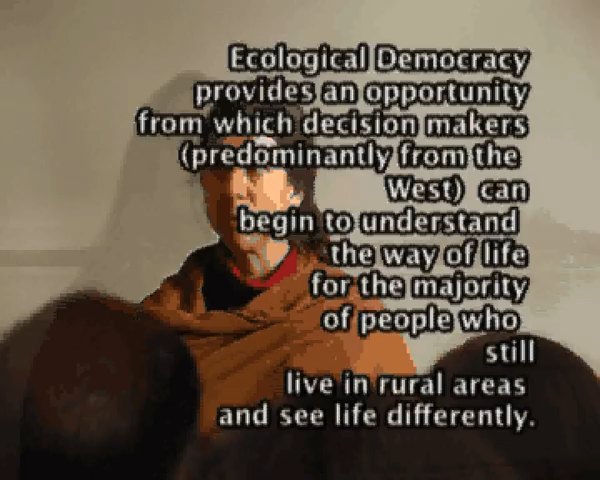 Ecological Democracy
provides an opportunity
from which decision makers
(predominantly from the
West) can
begin to understand
the way of life
for the majority
of people who
still
live in rural areas
and see life differently.